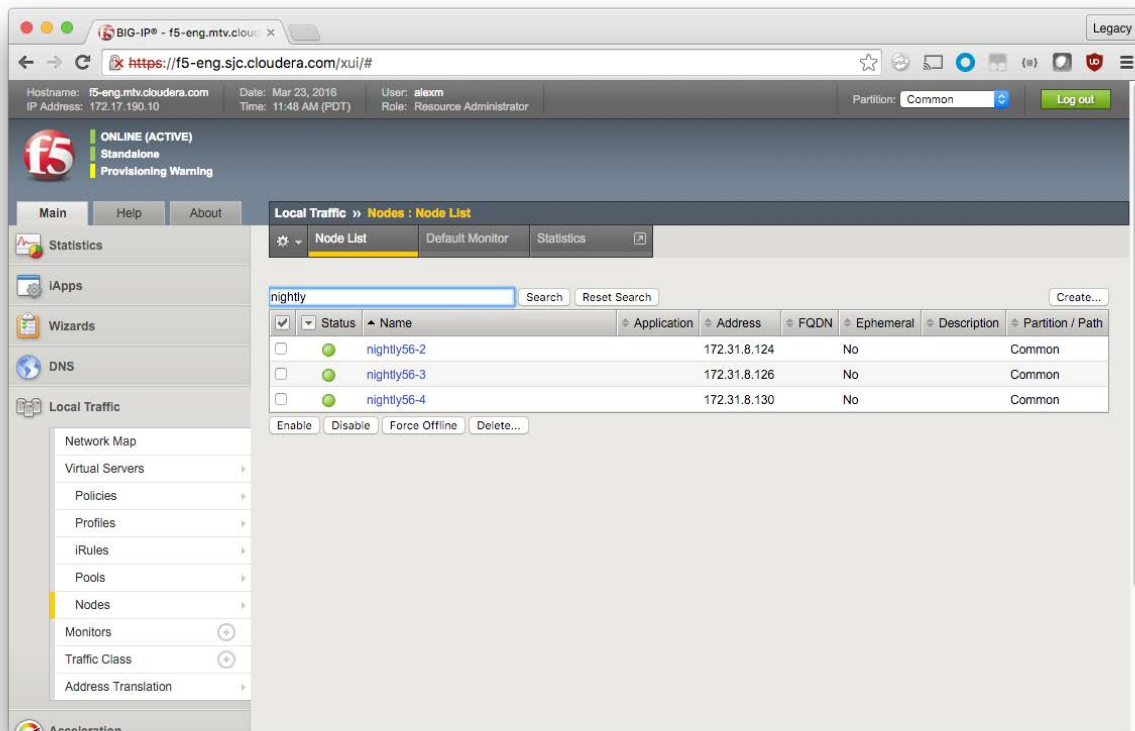 BIG-IP® - f5-eng.mtv.clou
Legacy
https://f5-eng.sjc.cloudera.com/xui/#
Hostname: f5-eng.mtv.cloudera.com Date: Mar 23, 2016 User: alexm
IP Address: 172.17.190.10 Time: 11:48 AM (PDT) Role: Resource Administrator
Partition: Common
Log out
f5
ONLINE (ACTIVE)
Standalone
Provisioning Warning
Main Help About
Local Traffic » Nodes : Node List
Node List Default Monitor Statistics
Statistics
iApps
Wizards
DNS
Local Traffic
Network Map
Virtual Servers
Policies
Profiles
iRules
Pools
Nodes
Monitors
Traffic Class
Address Translation
Acceleration
nightly Search Reset Search Create...
Status Name Application Address FQDN Ephemeral Description Partition / Path
nightly56-2 172.31.8.124 No Common
nightly56-3 172.31.8.126 No Common
nightly56-4 172.31.8.130 No Common
Enable Disable Force Offline Delete...